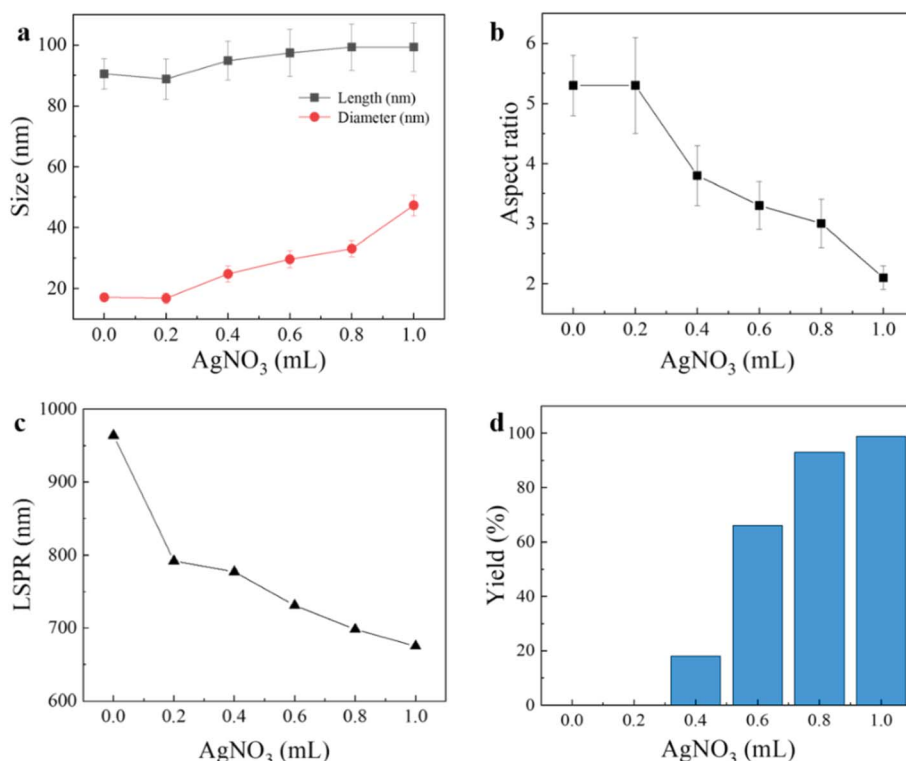 a
100
80
60
40
20
Size (nm)
Length (nm)
Diameter (nm)
0.0 0.2 0.4 0.6 0.8 1.0
AgNO₃ (mL)
b
6
5
4
3
2
Aspect ratio
0.0 0.2 0.4 0.6 0.8 1.0
AgNO₃ (mL)
c
1000
900
800
700
600
LSPR (nm)
0.0 0.2 0.4 0.6 0.8 1.0
AgNO₃ (mL)
d
100
80
60
40
20
0
Yield (%)
0.0 0.2 0.4 0.6 0.8 1.0
AgNO₃ (mL)